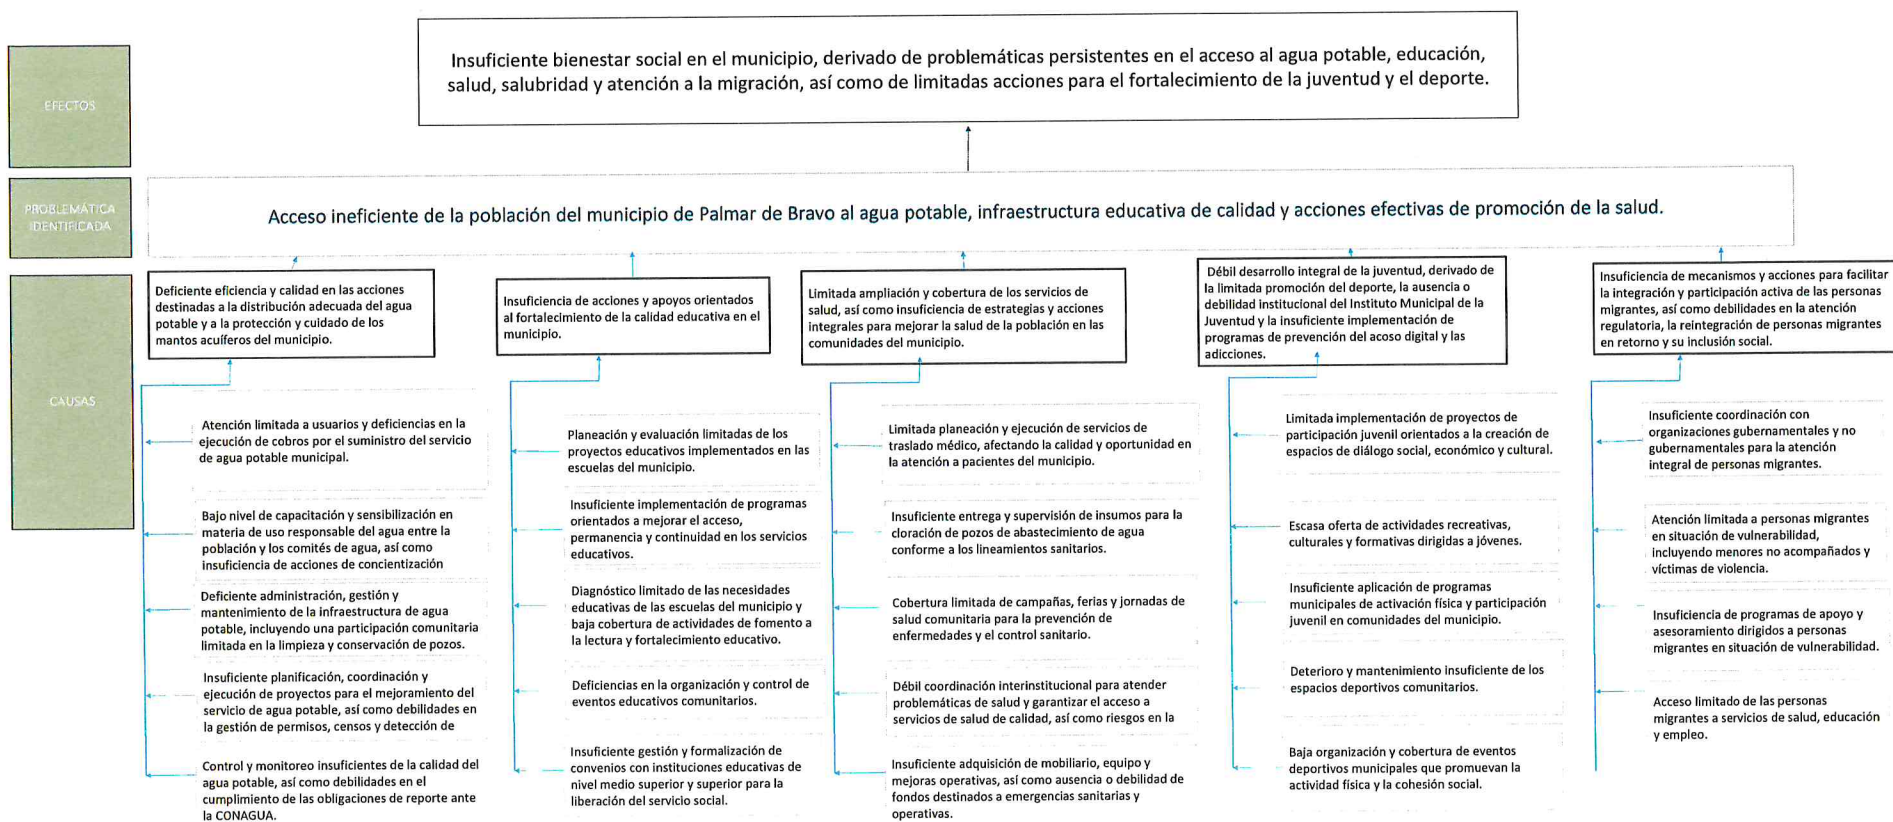 EFECTOS
Insuficiente bienestar social en el municipio, derivado de problemáticas persistentes en el acceso al agua potable, educación,
salud, salubridad y atención a la migración, así como de limitadas acciones para el fortalecimiento de la juventud y el deporte.
PROBLEMÁTICA
IDENTIFICADA
Acceso ineficiente de la población del municipio de Palmar de Bravo al agua potable, infraestructura educativa de calidad y acciones efectivas de promoción de la salud.
CAUSAS
Deficiente eficiencia y calidad en las acciones
destinadas a la distribución adecuada del agua
potable y a la protección y cuidado de los
mantos acuíferos del municipio.
Atención limitada a usuarios y deficiencias en la
ejecución de cobros por el suministro del servicio
de agua potable municipal.
Bajo nivel de capacitación y sensibilización en
materia de uso responsable del agua entre la
población y los comités de agua, así como
insuficiencia de acciones de concientización
Deficiente administración, gestión y
mantenimiento de la infraestructura de agua
potable, incluyendo una participación comunitaria
limitada en la limpieza y conservación de pozos.
Insuficiente planificación, coordinación y
ejecución de proyectos para el mejoramiento del
servicio de agua potable, así como debilidades en
la gestión de permisos, censos y detección de
Control y monitoreo insuficientes de la calidad del
agua potable, así como debilidades en el
cumplimiento de las obligaciones de reporte ante
la CONAGUA.
Insuficiencia de acciones y apoyos orientados
al fortalecimiento de la calidad educativa en el
municipio.
Planeación y evaluación limitadas de los
proyectos educativos implementados en las
escuelas del municipio.
Insuficiente implementación de programas
orientados a mejorar el acceso,
permanencia y continuidad en los servicios
educativos.
Diagnóstico limitado de las necesidades
educativas de las escuelas del municipio y
baja cobertura de actividades de fomento a
la lectura y fortalecimiento educativo.
Deficiencias en la organización y control de
eventos educativos comunitarios.
Insuficiente gestión y formalización de
convenios con instituciones educativas de
nivel medio superior y superior para la
liberación del servicio social.
Limitada ampliación y cobertura de los servicios de
salud, así como insuficiencia de estrategias y acciones
integrales para mejorar la salud de la población en las
comunidades del municipio.
Limitada planeación y ejecución de servicios de
traslado médico, afectando la calidad y oportunidad en
la atención a pacientes del municipio.
Insuficiente entrega y supervisión de insumos para la
cloración de pozos de abastecimiento de agua
conforme a los lineamientos sanitarios.
Cobertura limitada de campañas, ferias y jornadas de
salud comunitaria para la prevención de
enfermedades y el control sanitario.
Débil coordinación interinstitucional para atender
problemáticas de salud y garantizar el acceso a
servicios de salud de calidad, así como riesgos en la
Insuficiente adquisición de mobiliario, equipo y
mejoras operativas, así como ausencia o debilidad de
fondos destinados a emergencias sanitarias y
operativas.
Débil desarrollo integral de la juventud, derivado de
la limitada promoción del deporte, la ausencia o
debilidad institucional del Instituto Municipal de la
Juventud y la insuficiente implementación de
programas de prevención del acoso digital y las
adicciones.
Limitada implementación de proyectos de
participación juvenil orientados a la creación de
espacios de diálogo social, económico y cultural.
Escasa oferta de actividades recreativas,
culturales y formativas dirigidas a jóvenes.
Insuficiente aplicación de programas
municipales de activación física y participación
juvenil en comunidades del municipio.
Deterioro y mantenimiento insuficiente de los
espacios deportivos comunitarios.
Baja organización y cobertura de eventos
deportivos municipales que promuevan la
actividad física y la cohesión social.
Insuficiencia de mecanismos y acciones para facilitar
la integración y participación activa de las personas
migrantes, así como debilidades en la atención
regulatoria, la reintegración de personas migrantes
en retorno y su inclusión social.
Insuficiente coordinación con
organizaciones gubernamentales y no
gubernamentales para la atención
integral de personas migrantes.
Atención limitada a personas migrantes
en situación de vulnerabilidad,
incluyendo menores no acompañados y
víctimas de violencia.
Insuficiencia de programas de apoyo y
asesoramiento dirigidos a personas
migrantes en situación de vulnerabilidad.
Acceso limitado de las personas
migrantes a servicios de salud, educación
y empleo.